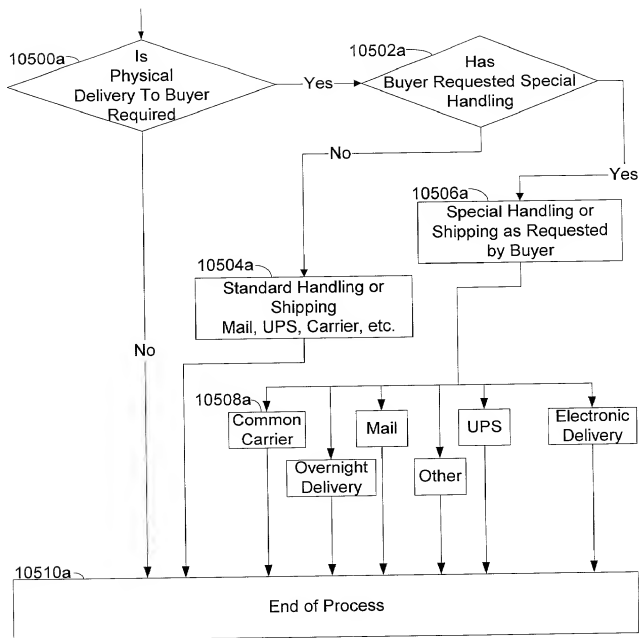 10500a
Is
Physical
Delivery To Buyer
Required
Yes
10502a
Has
Buyer Requested Special
Handling
No
Yes
10506a
Special Handling or
Shipping as Requested
by Buyer
10504a
Standard Handling or
Shipping
Mail, UPS, Carrier, etc.
No
10508a
Common
Carrier
Overnight
Delivery
Mail
Other
UPS
Electronic
Delivery
10510a
End of Process